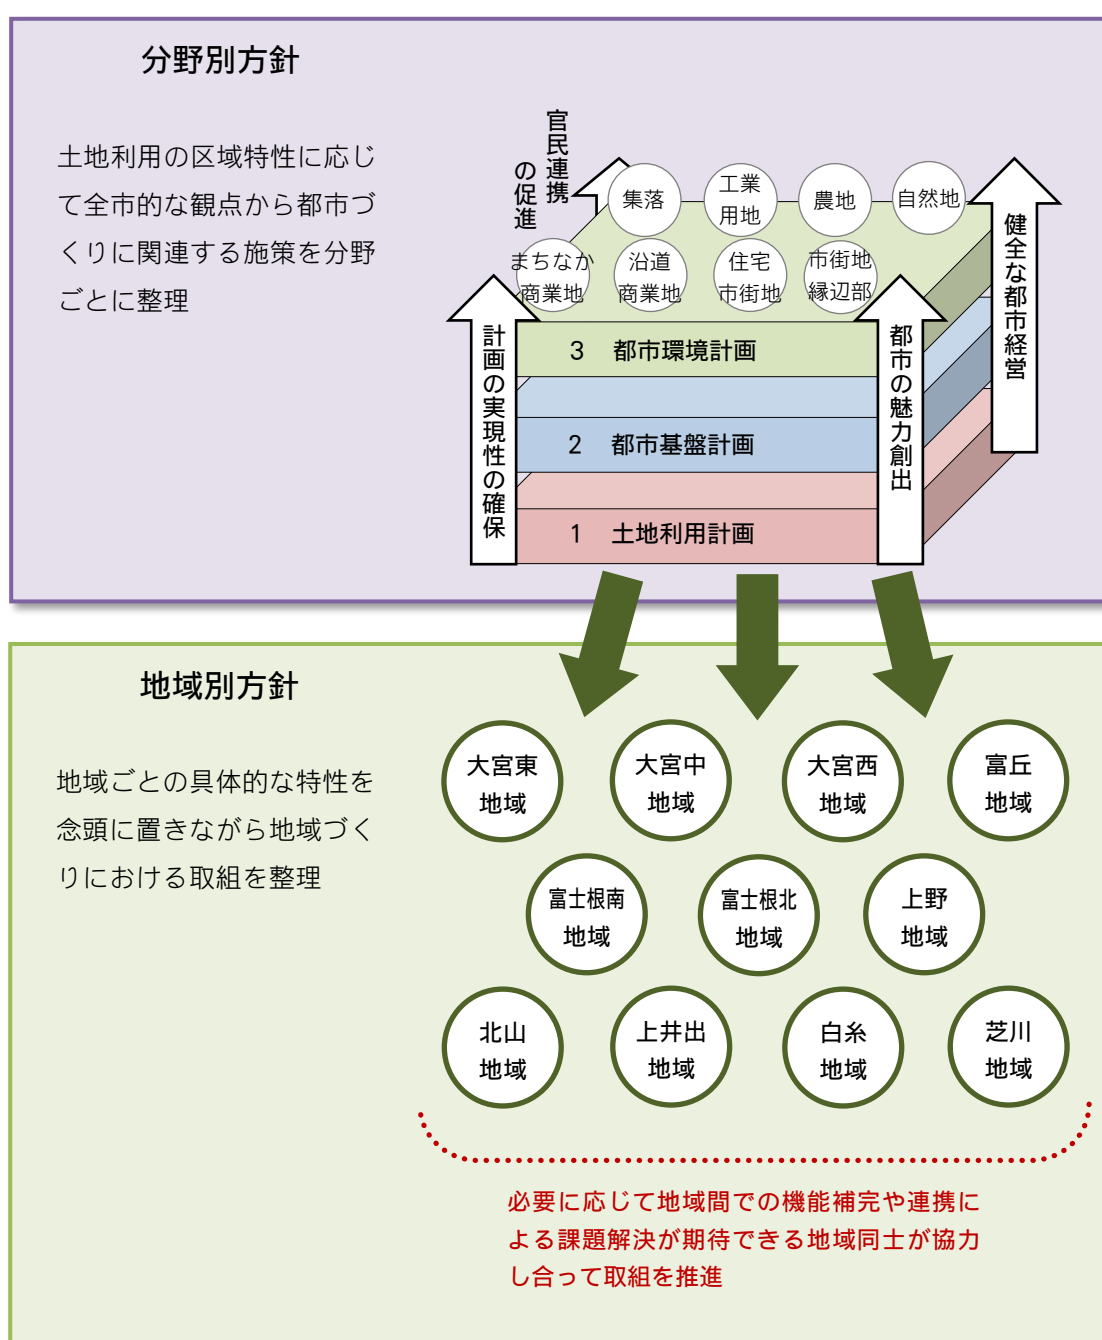 分野別方針
土地利用の区域特性に応じ
て全市的な観点から都市づ
くりに関連する施策を分野
ごとに整理
官民連携
の促進
集落
工業
用地
農地
自然地
まちなか
商業地
沿道
商業地
住宅
市街地
市街地
縁辺部
計画の実現性の確保
都市の魅力創出
健全な都市経営
3 都市環境計画
2 都市基盤計画
1 土地利用計画
地域別方針
地域ごとの具体的な特性を
念頭に置きながら地域づく
りにおける取組を整理
大宮東
地域
大宮中
地域
大宮西
地域
富丘
地域
富士根南
地域
富士根北
地域
上野
地域
北山
地域
上井出
地域
白糸
地域
芝川
地域
必要に応じて地域間での機能補完や連携に
よる課題解決が期待できる地域同士が協力
し合って取組を推進